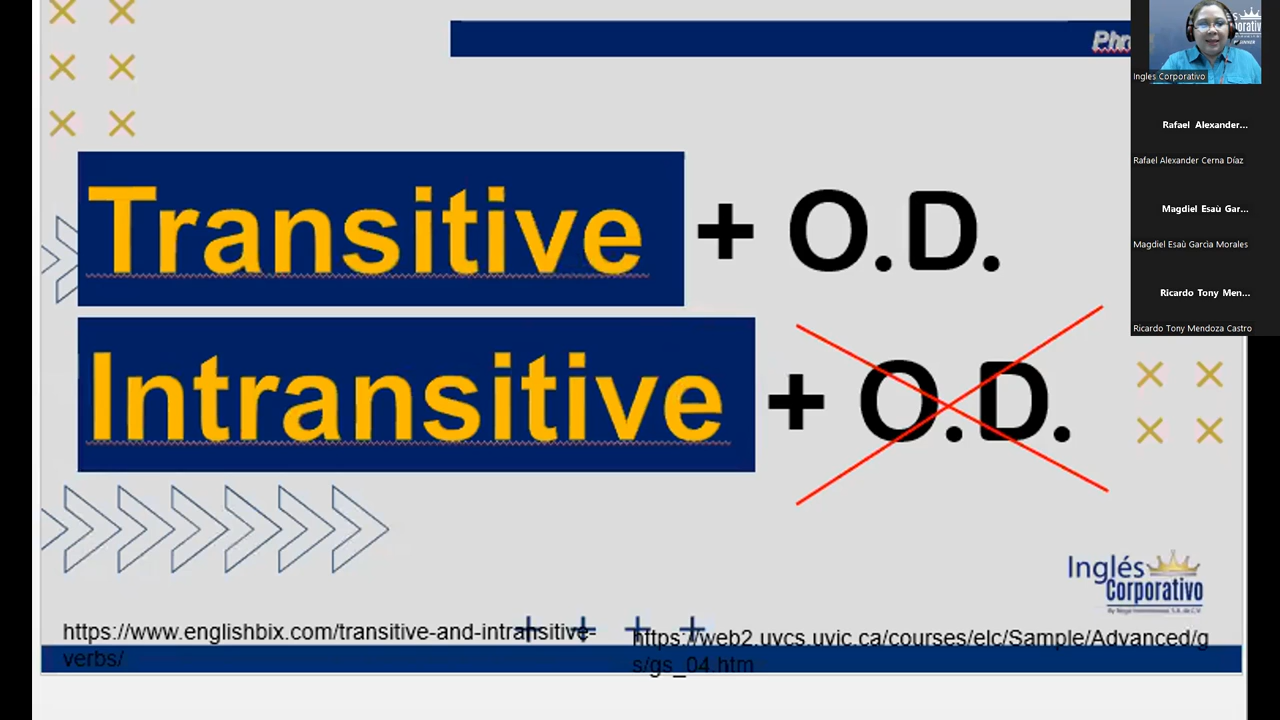 Phr
Transitive + O.D.
Intransitive + O.D.
Inglés
Corporativo
https://www.englishbix.com/transitive-and-intransitive-
verbs/
https://web2.uvcs.uvic.ca/courses/elc/Sample/Advanced/g
s/gs_04.htm
Ingles Corporativo
Rafael Alexander...
Rafael Alexander Cerna Díaz
Magdiel Esaù Gar...
Magdiel Esaù Garcia Morales
Ricardo Tony Men...
Ricardo Tony Mendoza Castro